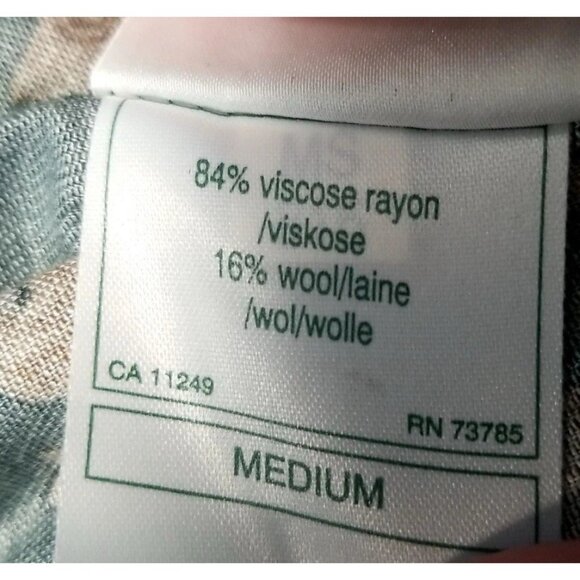 84% viscose rayon
/viskose
16% wool/laine
/wol/wolle
CA 11249
RN 73785
MEDIUM